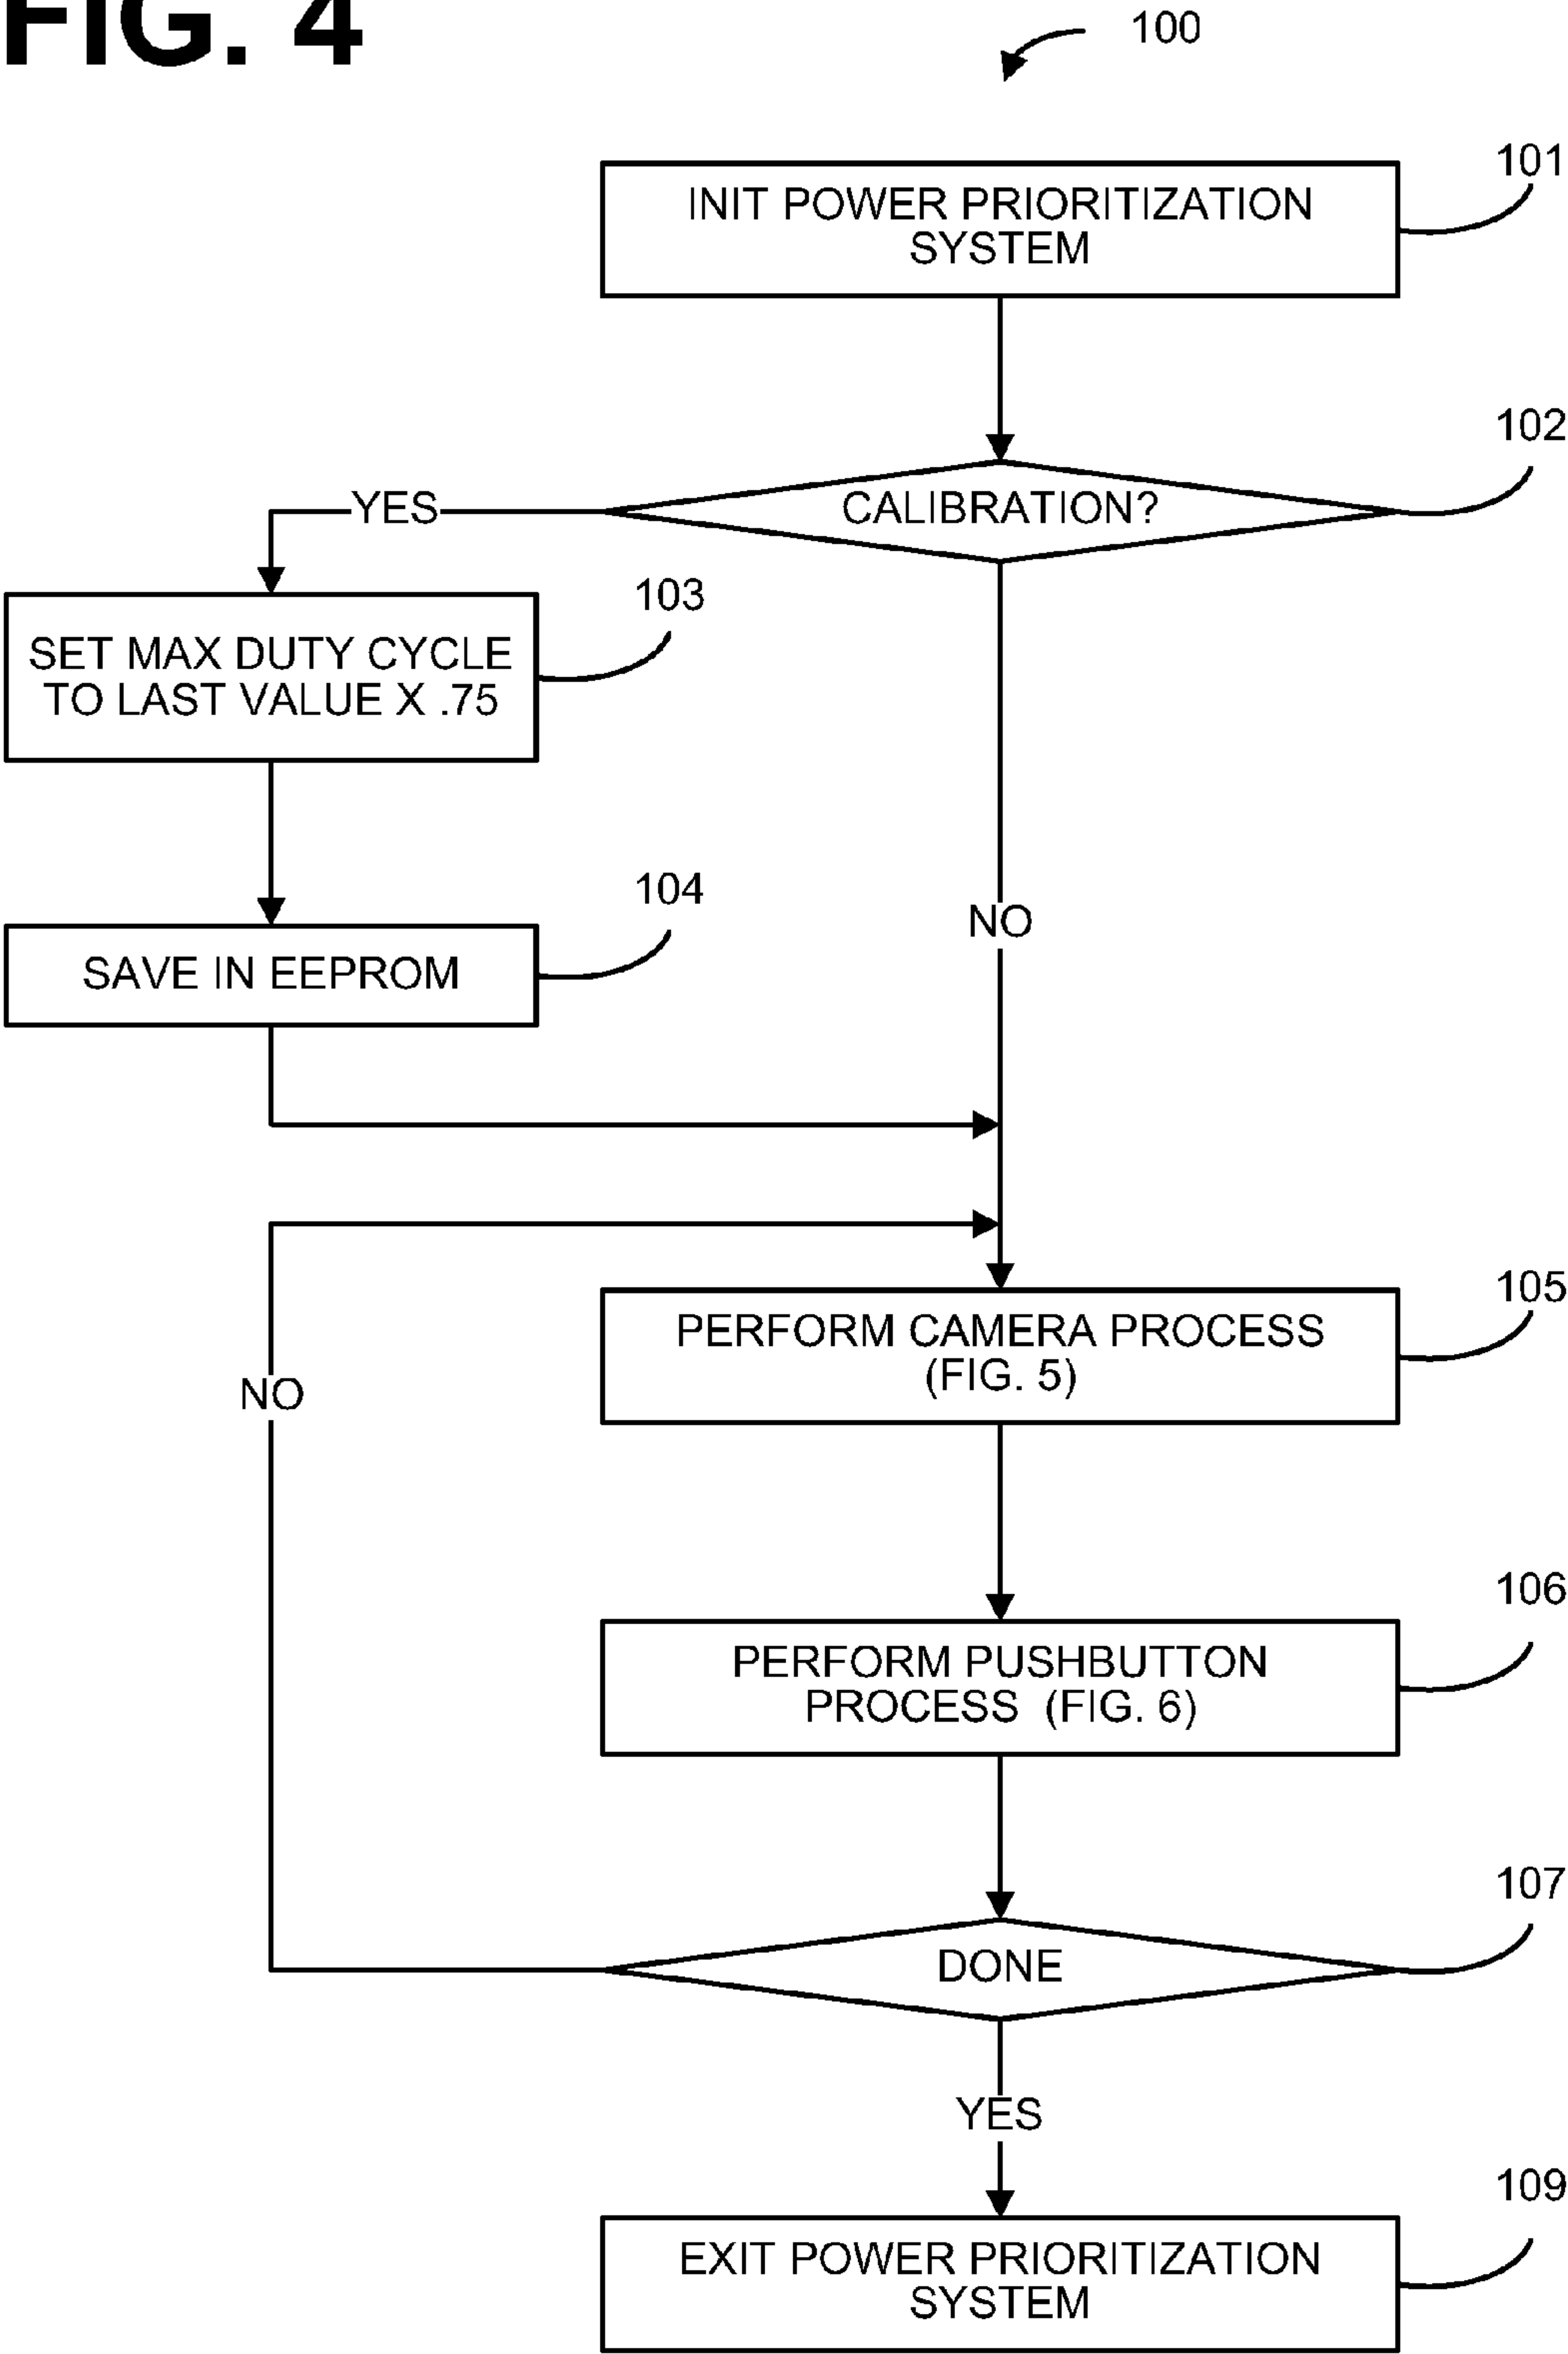 FIG. 4
100
101
INIT POWER PRIORITIZATION
SYSTEM
102
CALIBRATION?
YES
103
SET MAX DUTY CYCLE
TO LAST VALUE X .75
104
SAVE IN EEPROM
NO
105
PERFORM CAMERA PROCESS
(FIG. 5)
NO
106
PERFORM PUSHBUTTON
PROCESS (FIG. 6)
107
DONE
YES
109
EXIT POWER PRIORITIZATION
SYSTEM